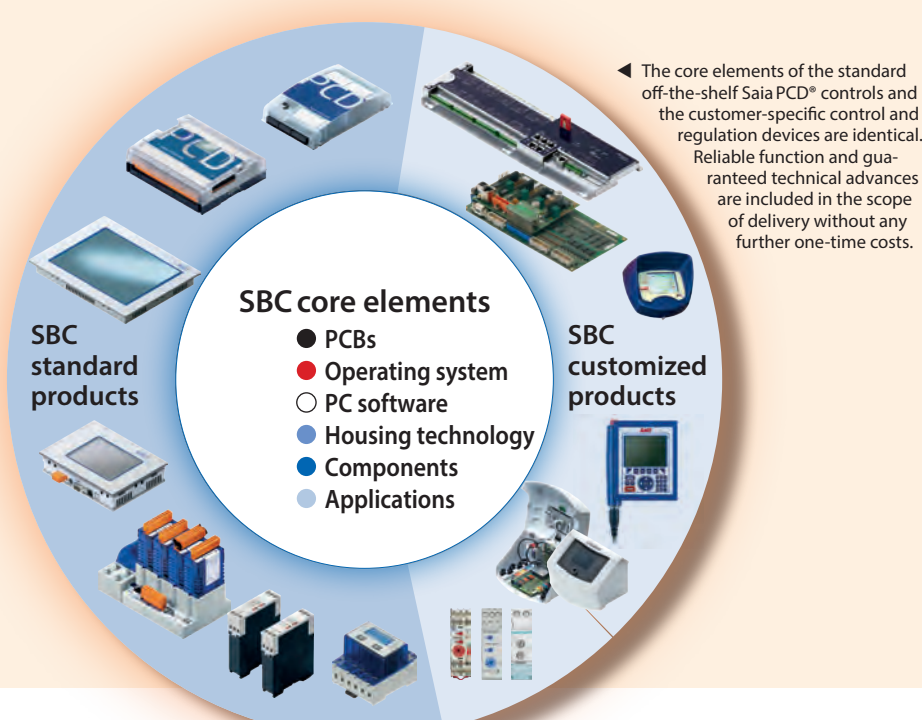 The core elements of the standard
off-the-shelf Saia PCD® controls and
the customer-specific control and
regulation devices are identical.
Reliable function and gua-
ranteed technical advances
are included in the scope
of delivery without any
further one-time costs.
PCD
PCD
SBC core elements
PCBs
Operating system
PC software
Housing technology
Components
Applications
SBC
standard
products
SBC
customized
products